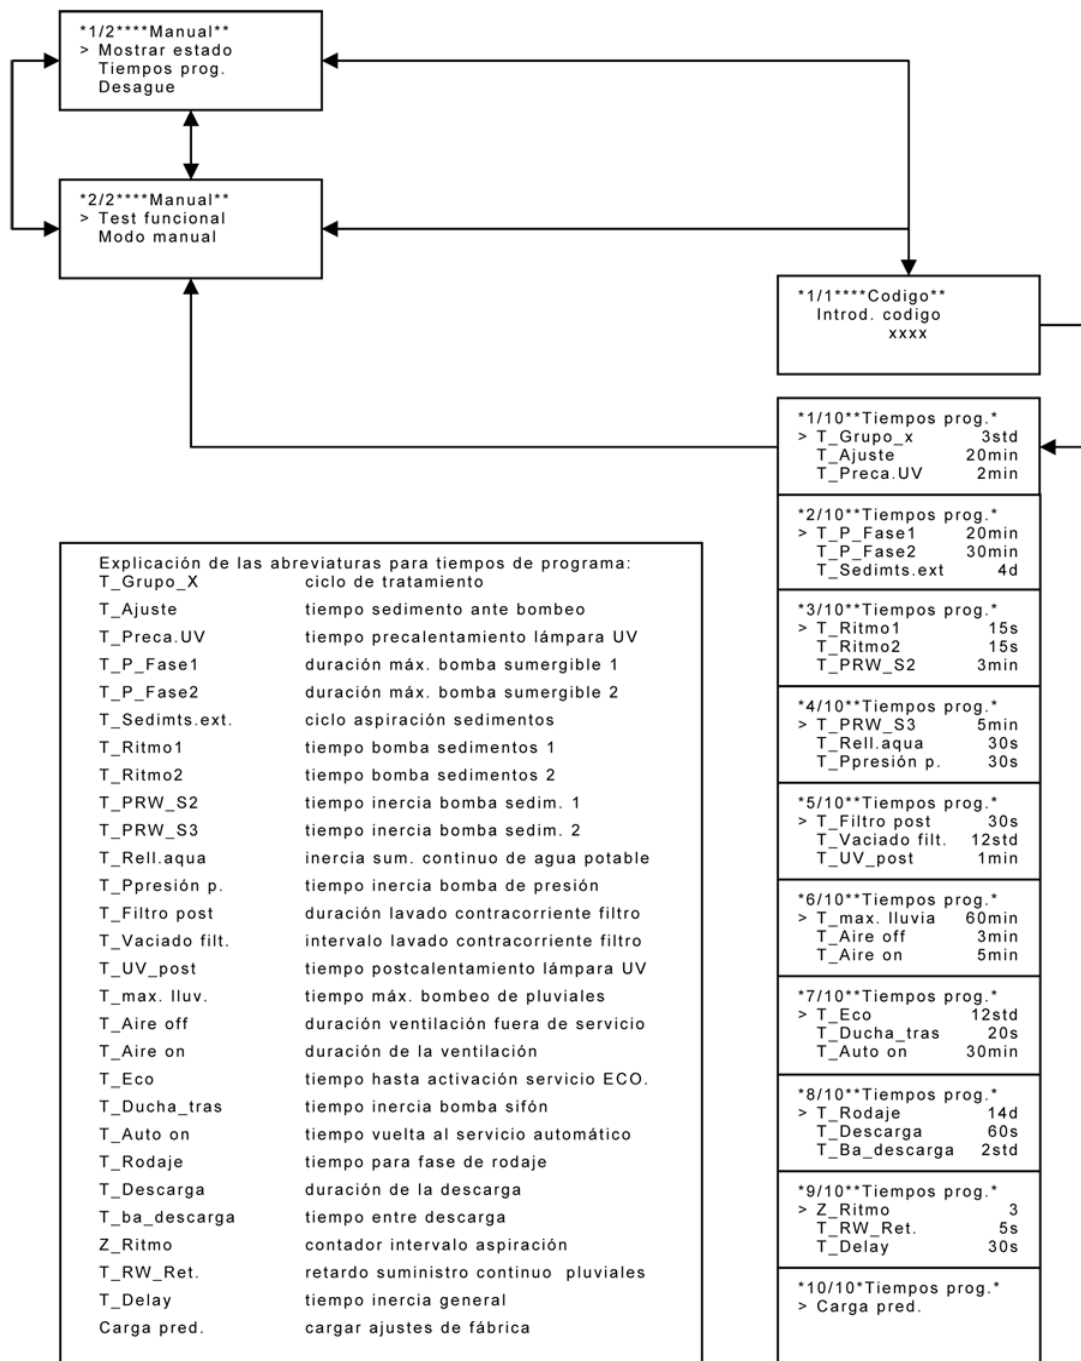 *1/2****Manual**
> Mostrar estado
Tiempos prog.
Desague
*2/2****Manual**
> Test funcional
Modo manual
*1/1****Codigo**
Introd. codigo
xxxx
*1/10**Tiempos prog.*
> T_Grupo_x 3std
T_Ajuste 20min
T_Preca.UV 2min
*2/10**Tiempos prog.*
> T_P_Fase1 20min
T_P_Fase2 30min
T_Sedimts.ext 4d
*3/10**Tiempos prog.*
> T_Ritmo1 15s
T_Ritmo2 15s
T_PRW_S2 3min
*4/10**Tiempos prog.*
> T_PRW_S3 5min
T_Rell.aqua 30s
T_Ppresión p. 30s
*5/10**Tiempos prog.*
> T_Filtro post 30s
T_Vaciado filt. 12std
T_UV_post 1min
*6/10**Tiempos prog.*
> T_max. lluvia 60min
T_Aire off 3min
T_Aire on 5min
*7/10**Tiempos prog.*
> T_Eco 12std
T_Ducha_tras 20s
T_Auto on 30min
*8/10**Tiempos prog.*
> T_Rodaje 14d
T_Descarga 60s
T_Ba_descarga 2std
*9/10**Tiempos prog.*
> Z_Ritmo 3
T_RW_Ret. 5s
T_Delay 30s
*10/10*Tiempos prog.*
> Carga pred.
Explicación de las abreviaturas para tiempos de programa:
T_Grupo_X ciclo de tratamiento
T_Ajuste tiempo sedimento ante bombeo
T_Preca.UV tiempo precalentamiento lámpara UV
T_P_Fase1 duración máx. bomba sumergible 1
T_P_Fase2 duración máx. bomba sumergible 2
T_Sedimts.ext. ciclo aspiración sedimentos
T_Ritmo1 tiempo bomba sedimentos 1
T_Ritmo2 tiempo bomba sedimentos 2
T_PRW_S2 tiempo inercia bomba sedim. 1
T_PRW_S3 tiempo inercia bomba sedim. 2
T_Rell.aqua inercia sum. continuo de agua potable
T_Ppresión p. tiempo inercia bomba de presión
T_Filtro post duración lavado contracorriente filtro
T_Vaciado filt. intervalo lavado contracorriente filtro
T_UV_post tiempo postcalentamiento lámpara UV
T_max. lluv. tiempo máx. bombeo de pluviales
T_Aire off duración ventilación fuera de servicio
T_Aire on duración de la ventilación
T_Eco tiempo hasta activación servicio ECO.
T_Ducha_tras tiempo inercia bomba sifón
T_Auto on tiempo vuelta al servicio automático
T_Rodaje tiempo para fase de rodaje
T_Descarga duración de la descarga
T_ba_descarga tiempo entre descarga
Z_Ritmo contador intervalo aspiración
T_RW_Ret. retardo suministro continuo pluviales
T_Delay tiempo inercia general
Carga pred. cargar ajustes de fábrica